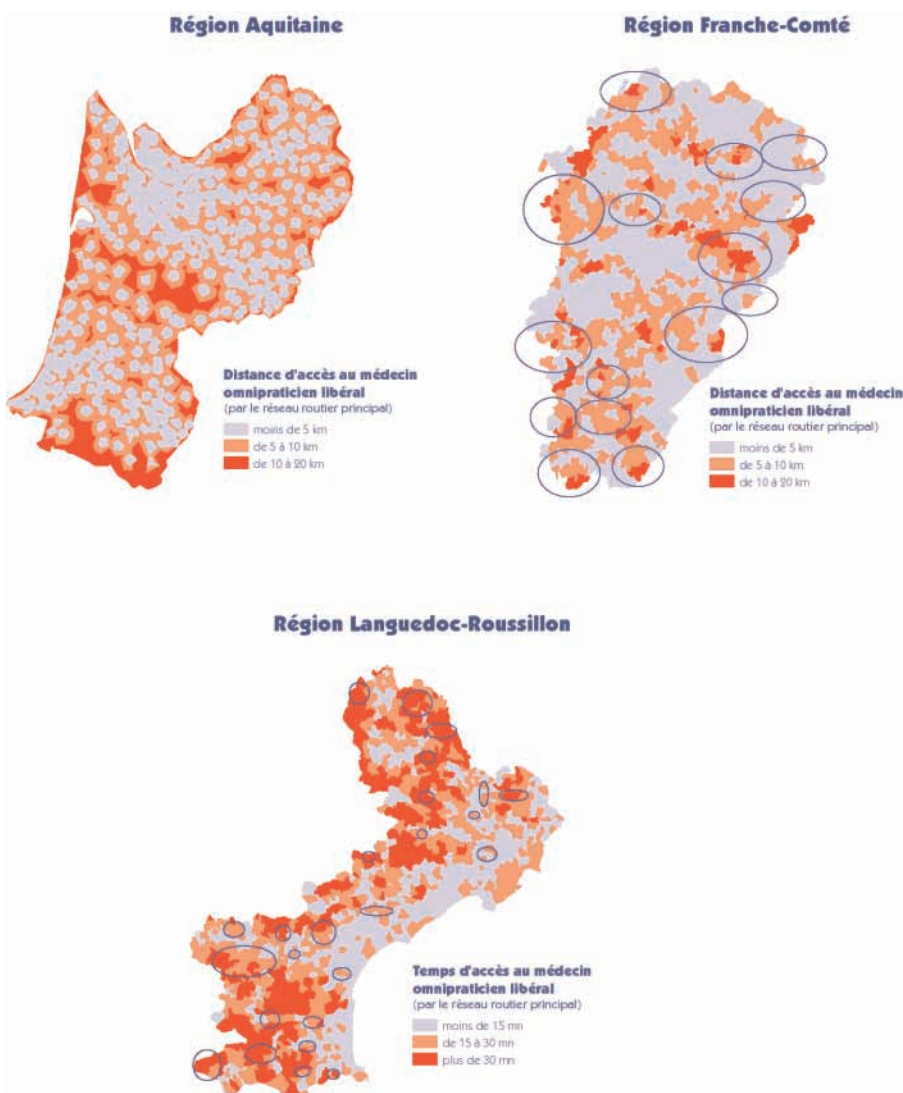 Région Aquitaine
Région Franche-Comté
Distance d'accès au médecin
omnipraticien libéral
(par le réseau routier principal)
moins de 5 km
de 5 à 10 km
de 10 à 20 km
Distance d'accès au médecin
omnipraticien libéral
(par le réseau routier principal)
moins de 5 km
de 5 à 10 km
de 10 à 20 km
Région Languedoc-Roussillon
Temps d'accès au médecin
omnipraticien libéral
(par le réseau routier principal)
moins de 15 mn
de 15 à 30 mn
plus de 30 mn